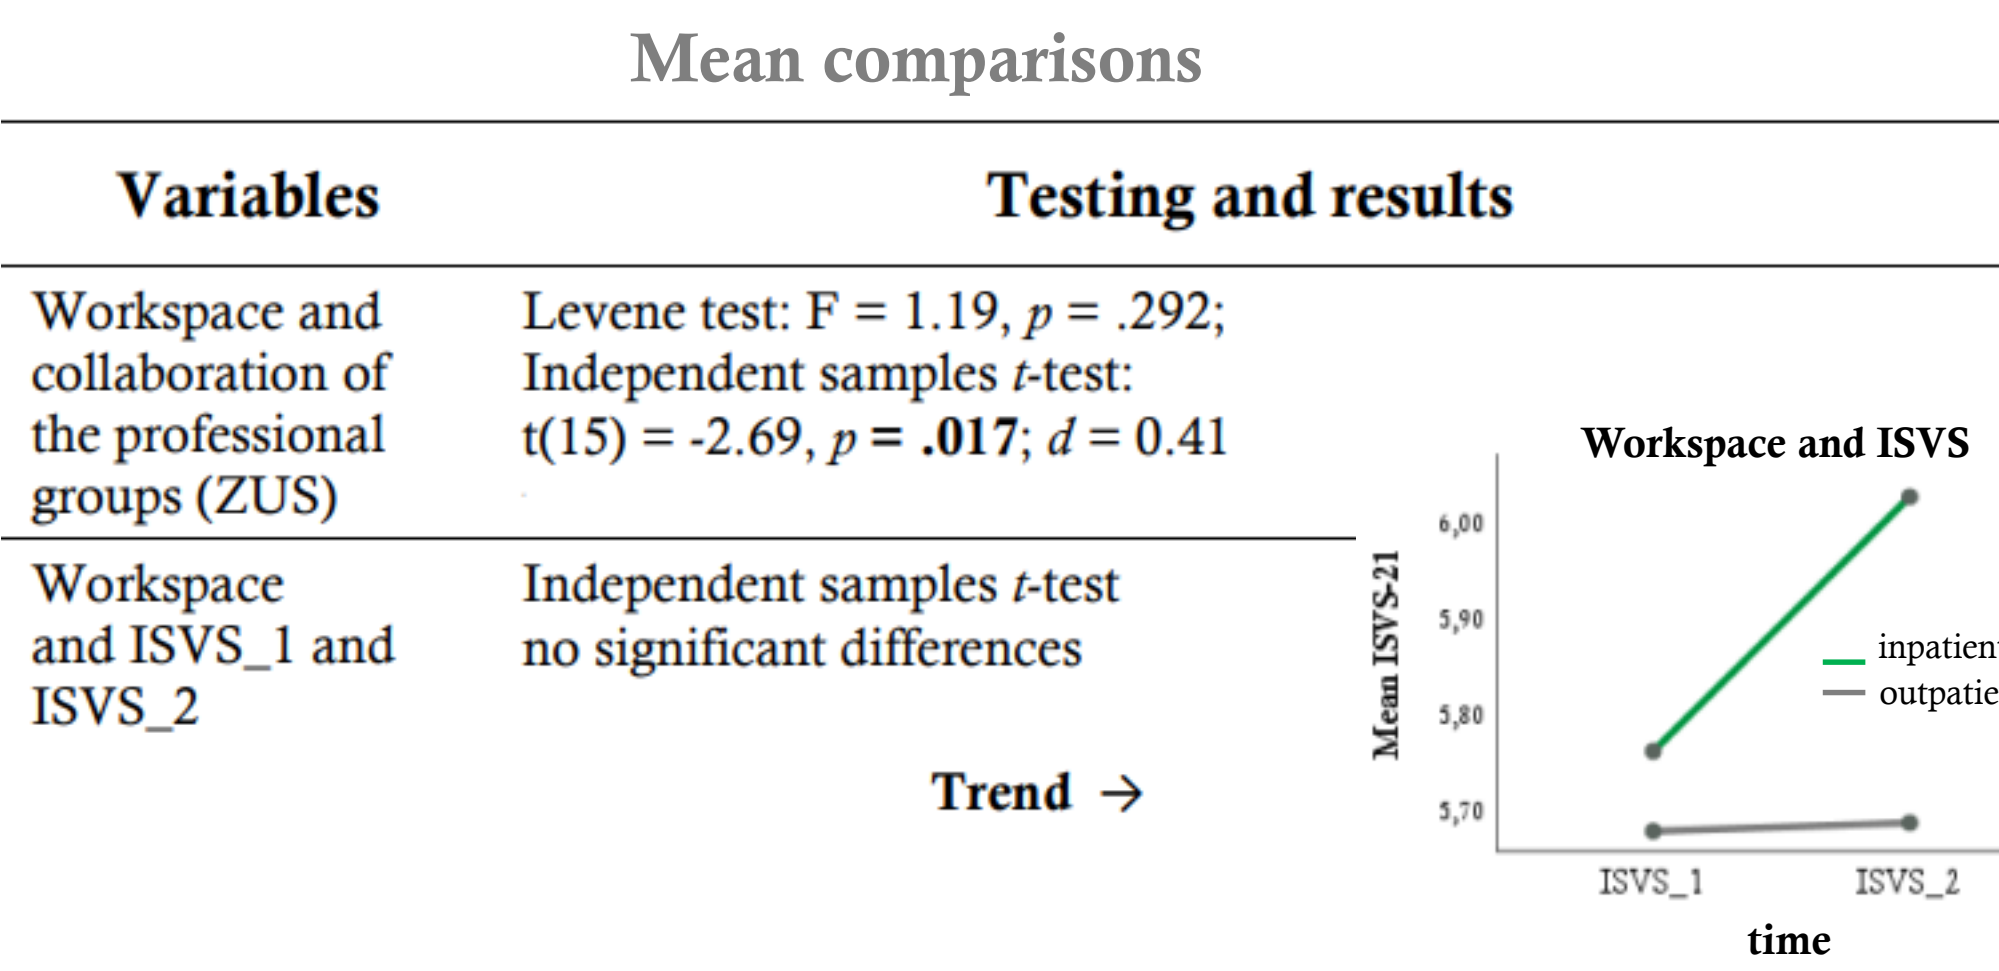 Mean comparisons
Variables
Testing and results
Workspace and
collaboration of
the professional
groups (ZUS)
Levene test: F = 1.19, p = .292;
Independent samples t-test:
t(15) = -2.69, p = .017; d = 0.41
Workspace
and ISVS_1 and
ISVS_2
Independent samples t-test
no significant differences
Trend →
Workspace and ISVS
Mean ISVS-21
6,00
5,90
5,80
5,70
inpatien
outpatie
ISVS_1
ISVS_2
time